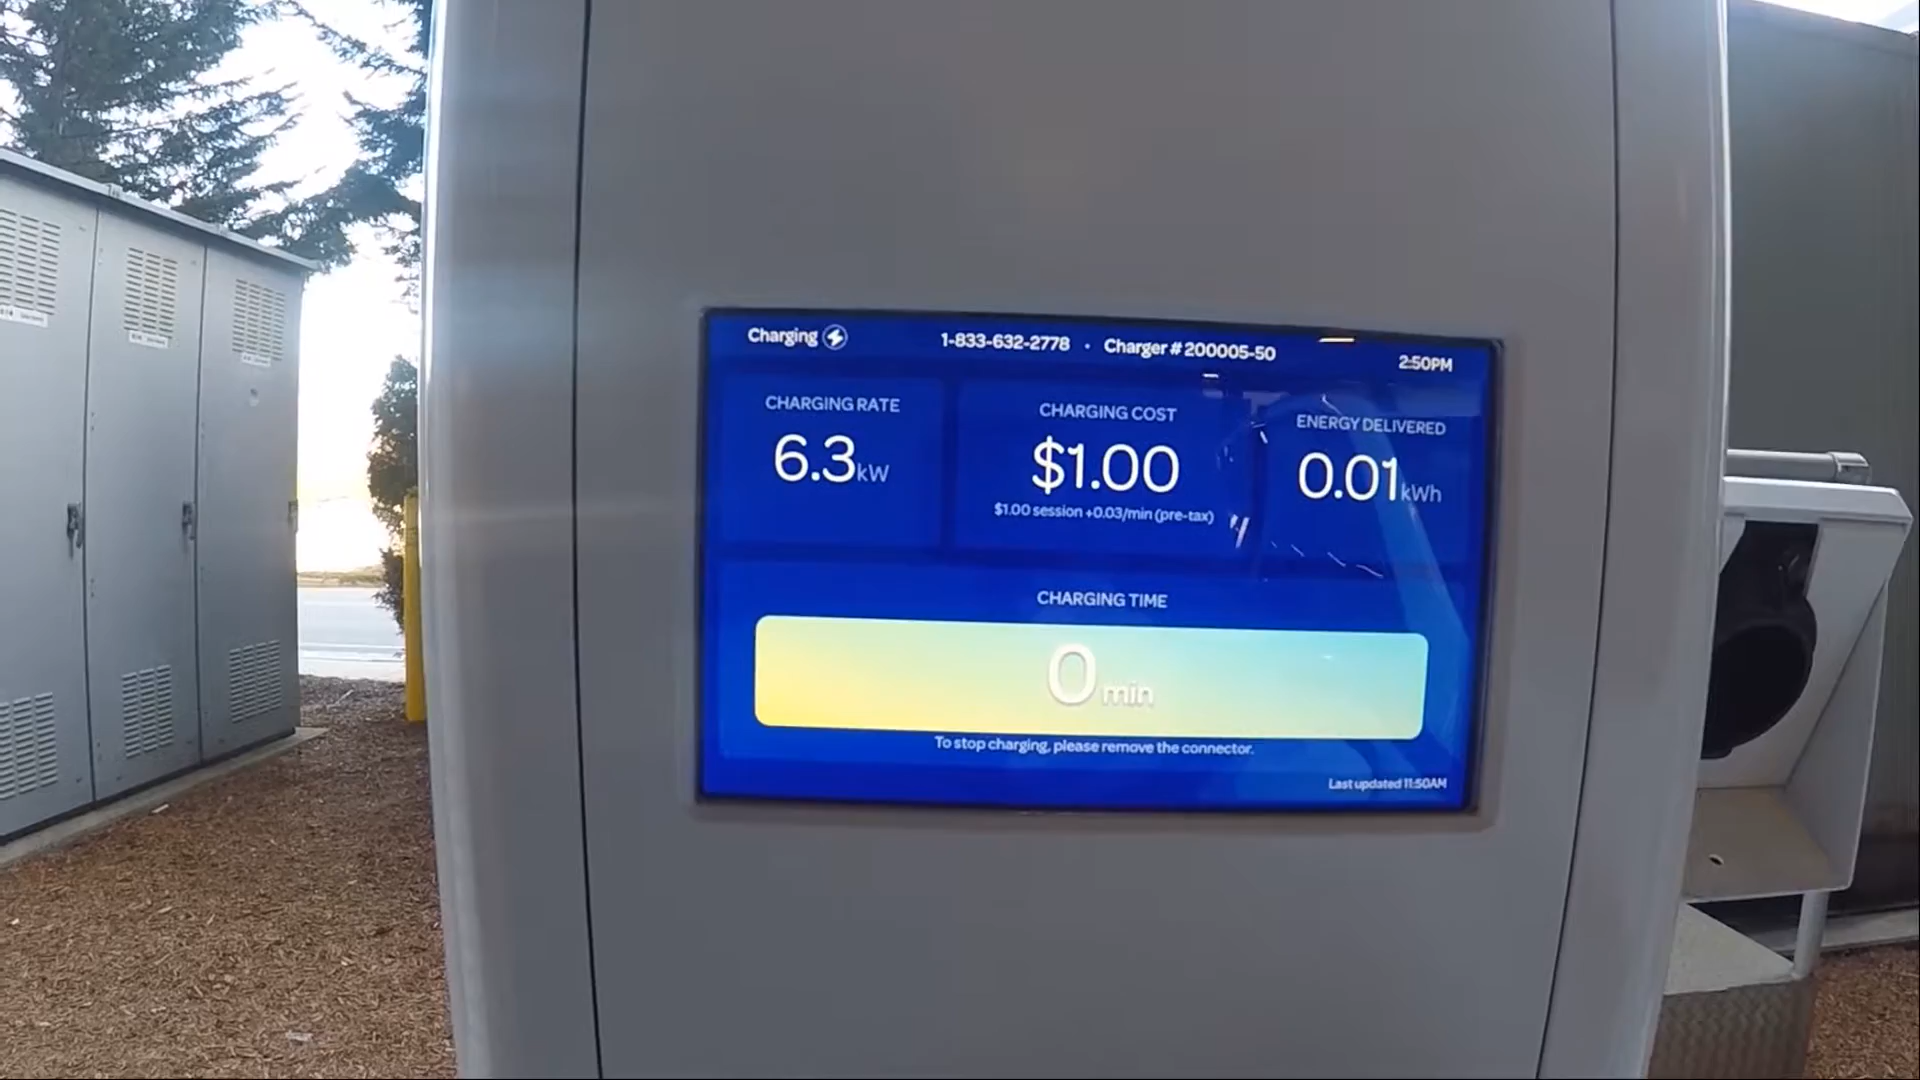 Charging
1-833-632-2778 • Charger # 200005-50
2:50PM
CHARGING RATE
6.3kW
CHARGING COST
$1.00
$1.00 session +0.03/min (pre-tax)
ENERGY DELIVERED
0.01kWh
CHARGING TIME
0 min
To stop charging, please remove the connector.
Last updated 11:50AM